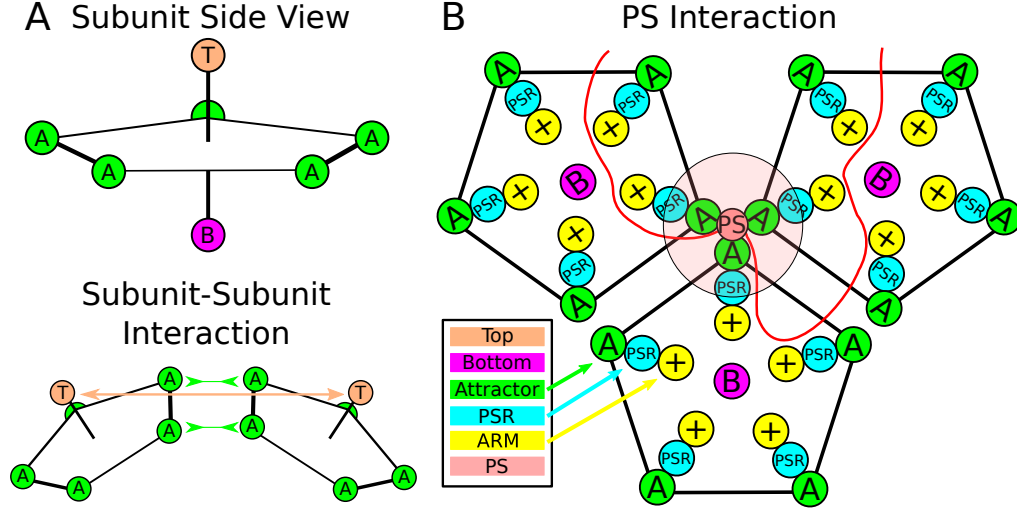 A Subunit Side View
T
A
A
A
A
B
Subunit-Subunit
Interaction
T
A
A
T
A
A
A
A
A
A
B PS Interaction
A
A
A
A
PSR
PSR
PSR
PSR
+
+
+
+
B
B
A
PSR
+
+
PSR
A
PS
A
PSR
+
+
PSR
A
+
A
+
PSR
PSR
PSR
A
A
+
A
PSR
+
+
PSR
A
B
+
+
PSR
PSR
A
A
Top
Bottom
Attractor
PSR
ARM
PS